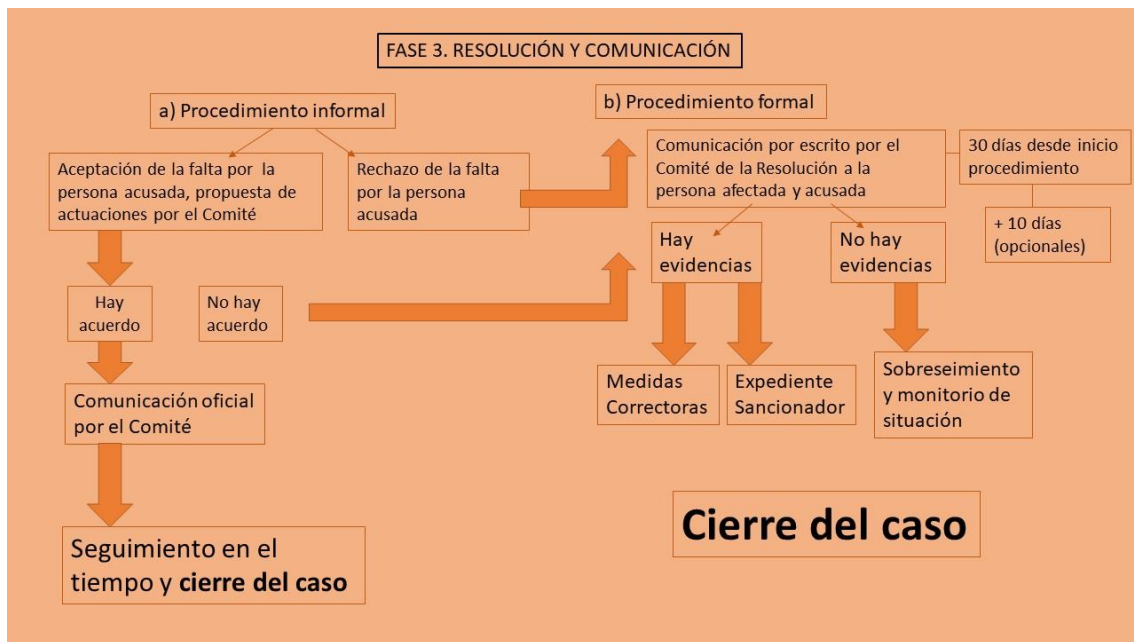 FASE 3. RESOLUCIÓN Y COMUNICACIÓN
a) Procedimiento informal
Aceptación de la falta por la
persona acusada, propuesta de
actuaciones por el Comité
Rechazo de la falta
por la persona
acusada
Hay
acuerdo
No hay
acuerdo
Comunicación oficial
por el Comité
Seguimiento en el
tiempo y cierre del caso
b) Procedimiento formal
Comunicación por escrito por el
Comité de la Resolución a la
persona afectada y acusada
30 días desde inicio
procedimiento
+ 10 días
(opcionales)
Hay
evidencias
No hay
evidencias
Medidas
Correctoras
Expediente
Sancionador
Sobreseimiento
y monitorio de
situación
Cierre del caso